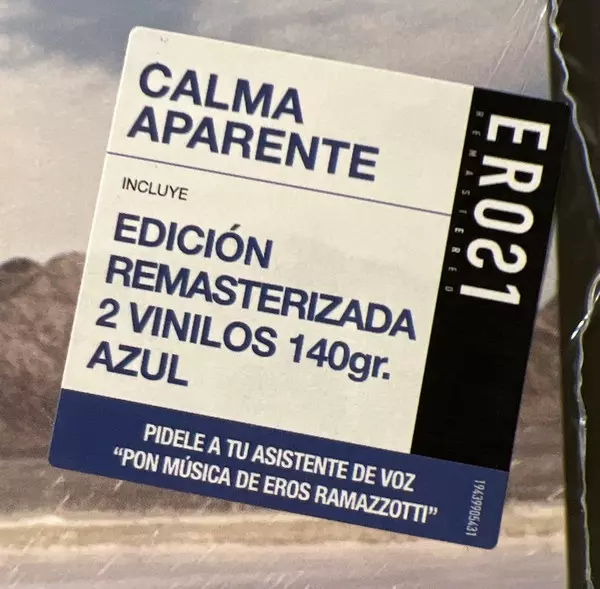 CALMA
APARENTE
INCLUYE
EDICIÓN
REMASTERIZADA
2 VINILOS 140gr.
AZUL
PIDELE A TU ASISTENTE DE VOZ
“PON MÚSICA DE EROS RAMAZZOTTI”
EROS1
REMASTERED
19439905431